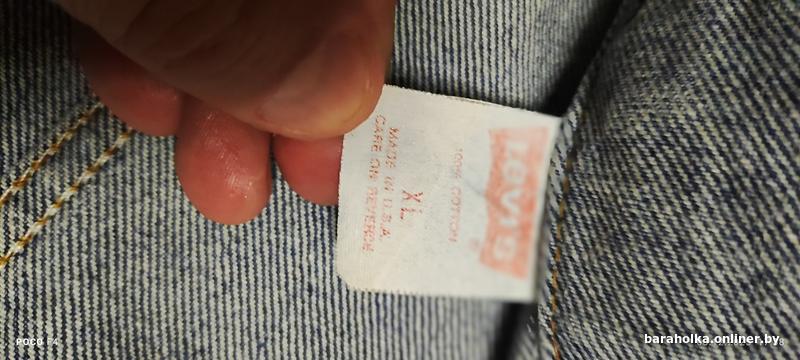 LEVI'S
®
100% COTTON
XL
MADE IN U.S.A.
CARE ON REVERSE
POCO F4
baraholka.onliner.by